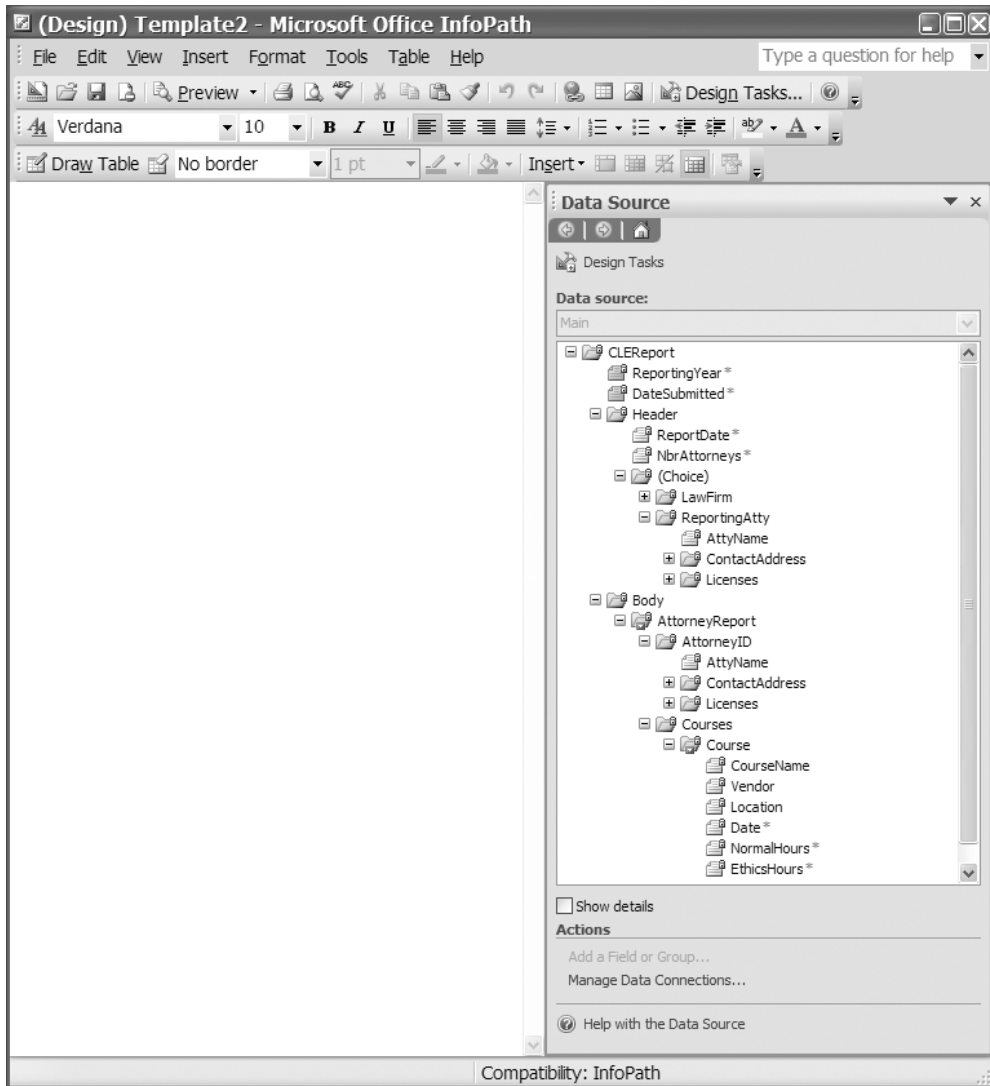 (Design) Template2 - Microsoft Office InfoPath
File Edit View Insert Format Tools Table Help Type a question for help
Preview Design Tasks...
Verdana 10 B I U
Draw Table No border 1 pt Insert
Data Source
Design Tasks
Data source:
Main
CLEReport
ReportingYear *
DateSubmitted *
Header
ReportDate *
NbrAttorneys *
(Choice)
LawFirm
ReportingAtty
AttyName
ContactAddress
Licenses
Body
AttorneyReport
AttorneyID
AttyName
ContactAddress
Licenses
Courses
Course
CourseName
Vendor
Location
Date *
NormalHours *
EthicsHours *
Show details
Actions
Add a Field or Group...
Manage Data Connections...
Help with the Data Source
Compatibility: InfoPath